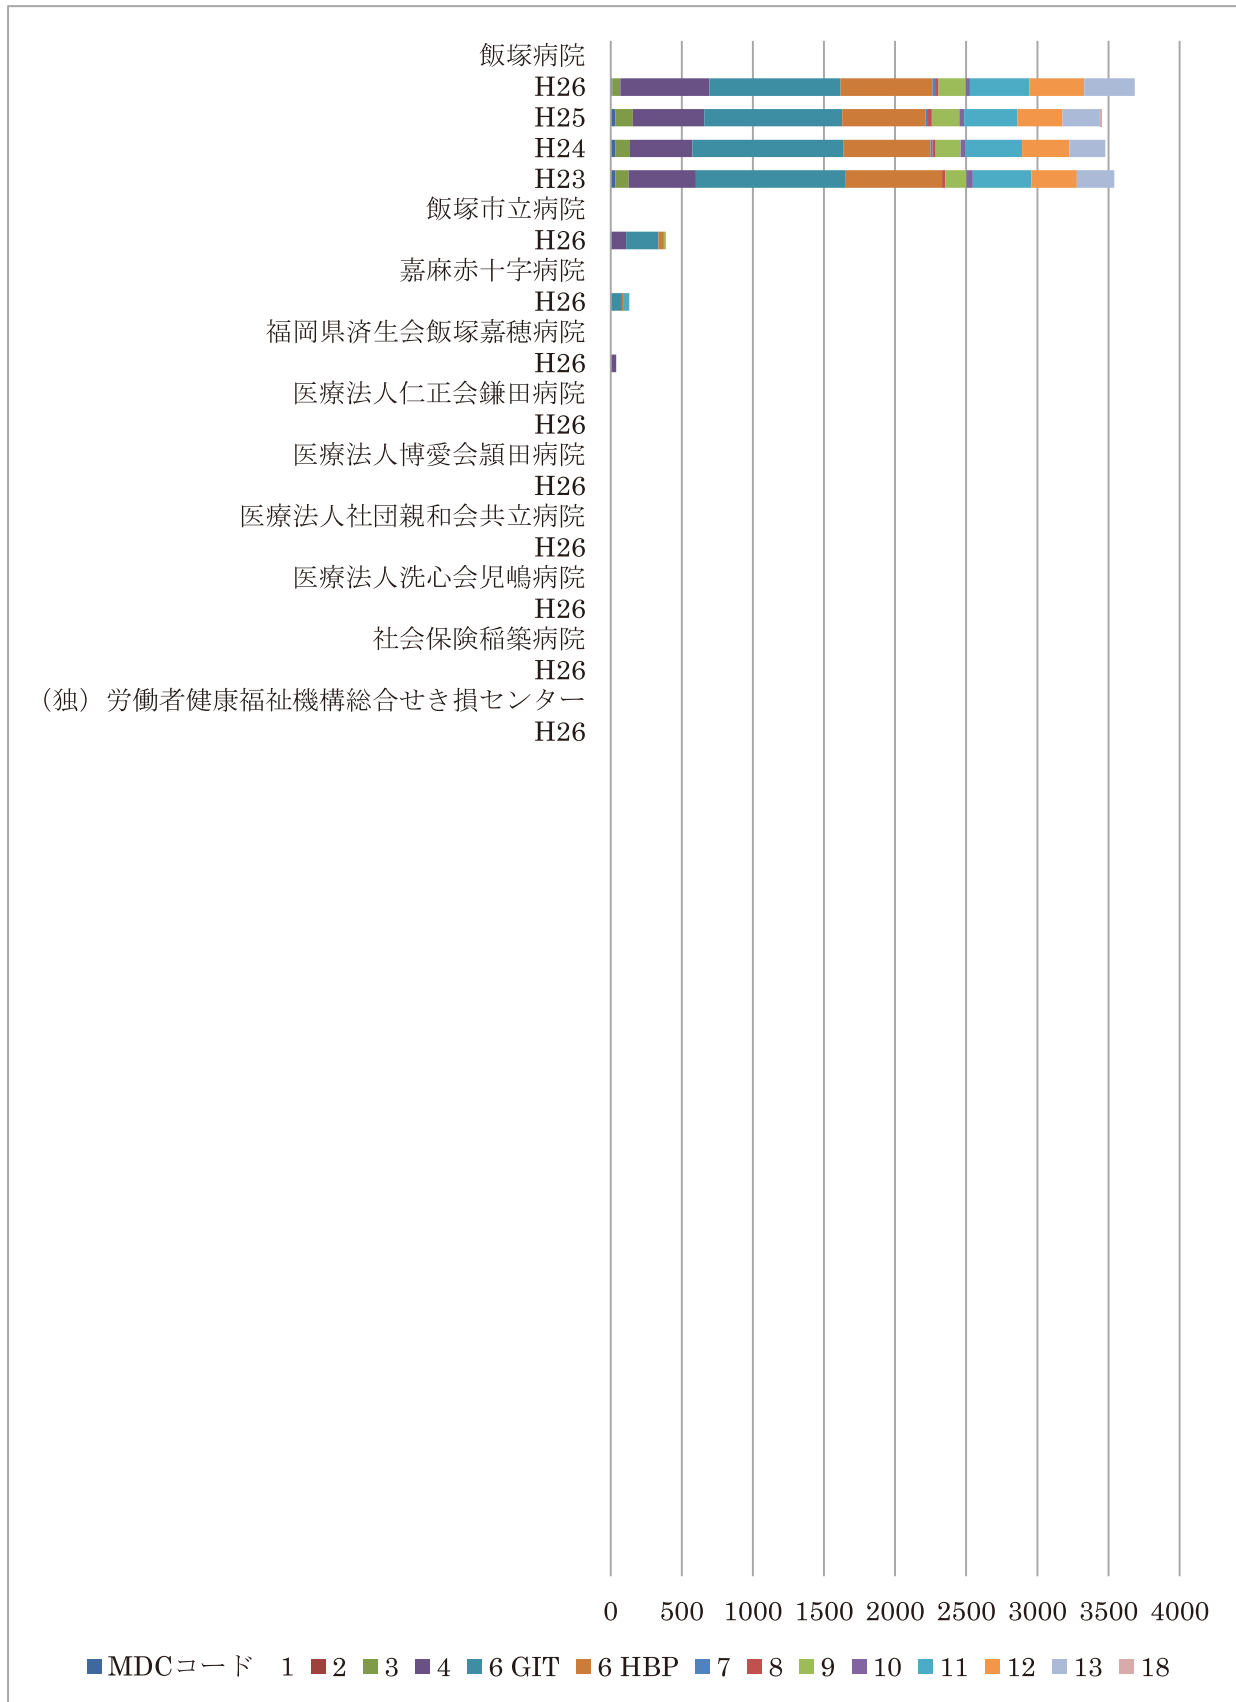 飯塚病院
H26
H25
H24
H23
飯塚市立病院
H26
嘉麻赤十字病院
H26
福岡県済生会飯塚嘉穂病院
H26
医療法人仁正会鎌田病院
H26
医療法人博愛会頴田病院
H26
医療法人社団親和会共立病院
H26
医療法人洗心会児嶋病院
H26
社会保険稲築病院
H26
（独）労働者健康福祉機構総合せき損センター
H26
0 500 1000 1500 2000 2500 3000 3500 4000
MDCコード 1 2 3 4 6 GIT 6 HBP 7 8 9 10 11 12 13 18